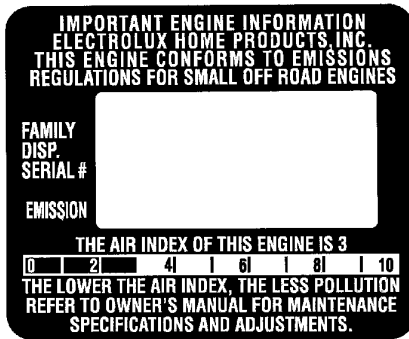 IMPORTANT ENGINE INFORMATION
ELECTROLUX HOME PRODUCTS, INC.
THIS ENGINE CONFORMS TO EMISSIONS
REGULATIONS FOR SMALL OFF ROAD ENGINES
FAMILY
DISP.
SERIAL #
EMISSION
THE AIR INDEX OF THIS ENGINE IS 3
0 2 4 6 8 10
THE LOWER THE AIR INDEX, THE LESS POLLUTION
REFER TO OWNER'S MANUAL FOR MAINTENANCE
SPECIFICATIONS AND ADJUSTMENTS.